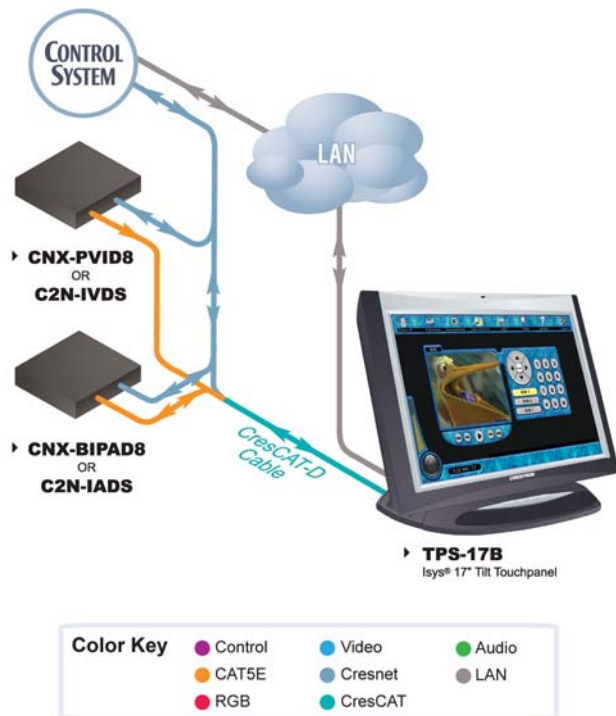 CONTROL
SYSTEM
LAN
CNX-PVID8
OR
C2N-IVDS
CNX-BIPAD8
OR
C2N-IADS
CresCAT-D
Cable
CRESTRON
TPS-17B
Isys® 17" Tilt Touchpanel
Color Key
Control
Video
Audio
CAT5E
Cresnet
LAN
RGB
CresCAT